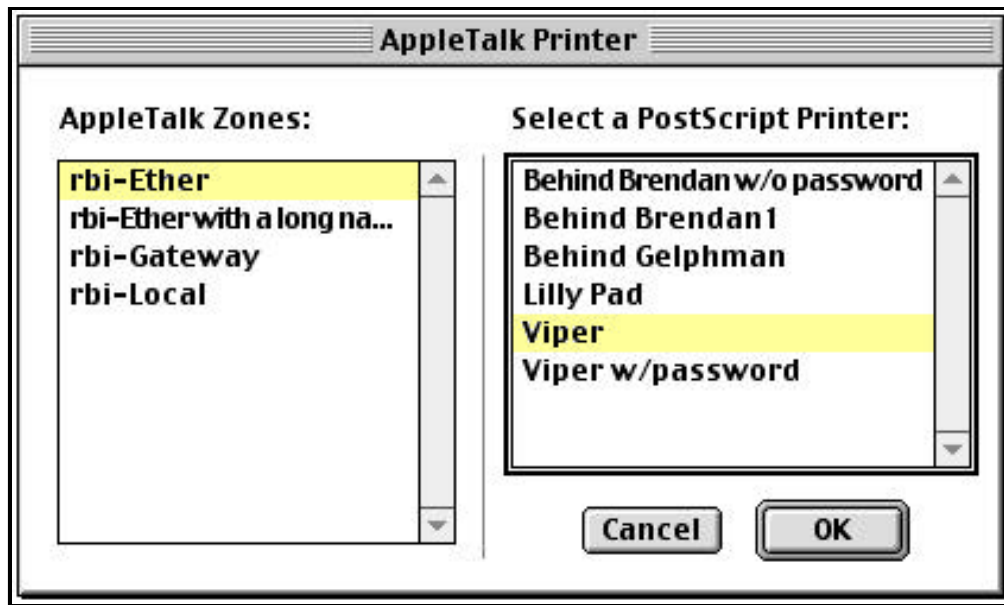 AppleTalk Printer
AppleTalk Zones:
rbi-Ether
rbi-Ether with a long na...
rbi-Gateway
rbi-Local
Select a PostScript Printer:
Behind Brendan w/o password
Behind Brendan1
Behind Gelphman
Lilly Pad
Viper
Viper w/password
Cancel
OK